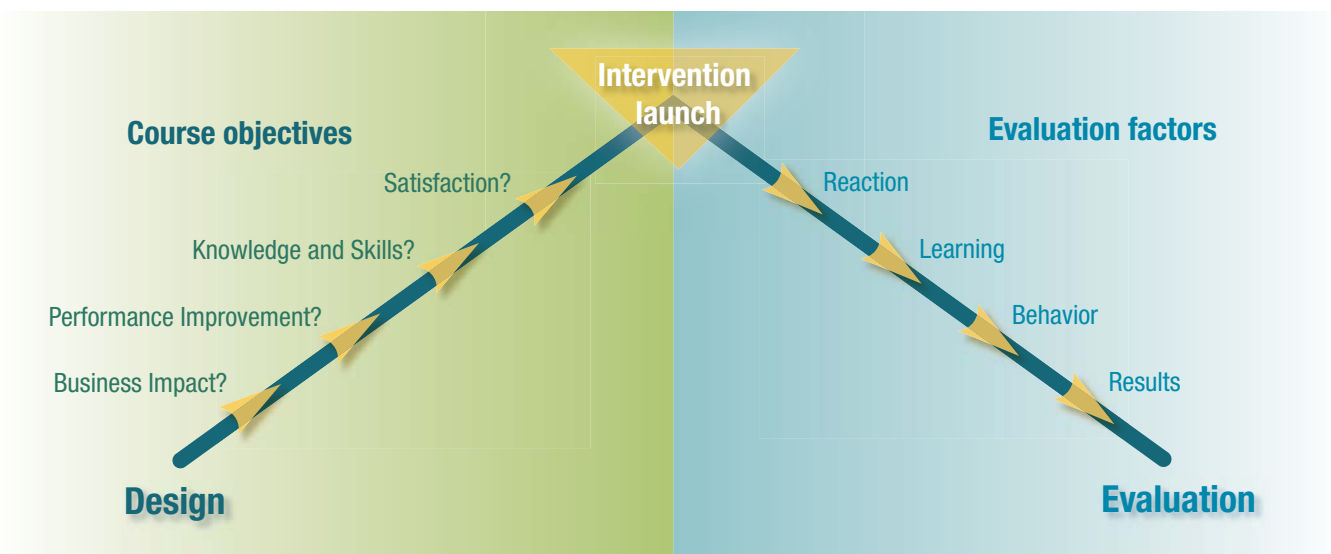 Intervention
launch
Course objectives
Satisfaction?
Knowledge and Skills?
Performance Improvement?
Business Impact?
Design
Evaluation factors
Reaction
Learning
Behavior
Results
Evaluation